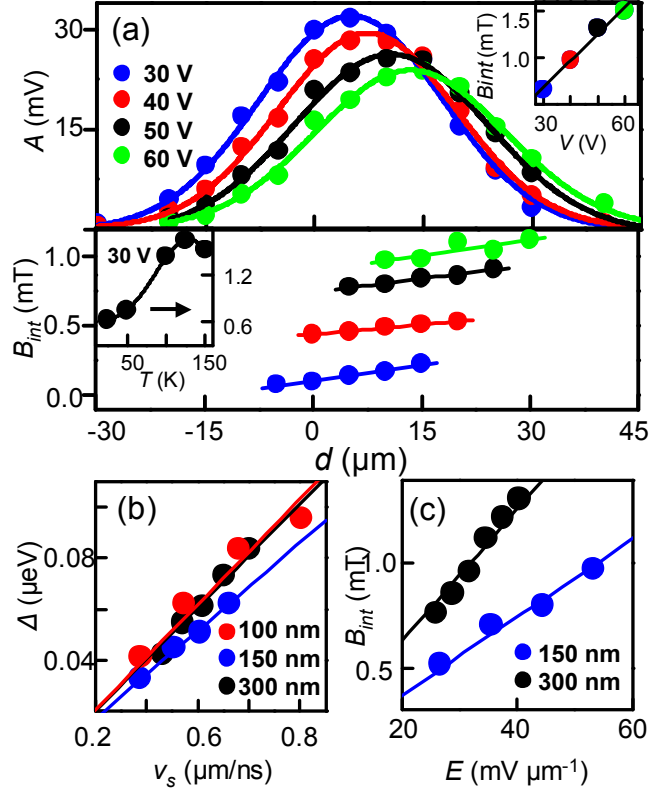 (a)
30 V
40 V
50 V
60 V
A (mV)
30
15
Bint (mT)
1.5
1.0
30
60
V (V)
B_int (mT)
1.0
0.5
0.0
30 V
1.2
0.6
50
150
T (K)
-30
-15
0
15
30
45
d (µm)
(b)
Δ (µeV)
0.08
0.04
100 nm
150 nm
300 nm
0.2
0.4
0.6
0.8
v_s (µm/ns)
(c)
B_int (mT)
1.0
0.5
150 nm
300 nm
20
40
60
E (mV µm⁻¹)